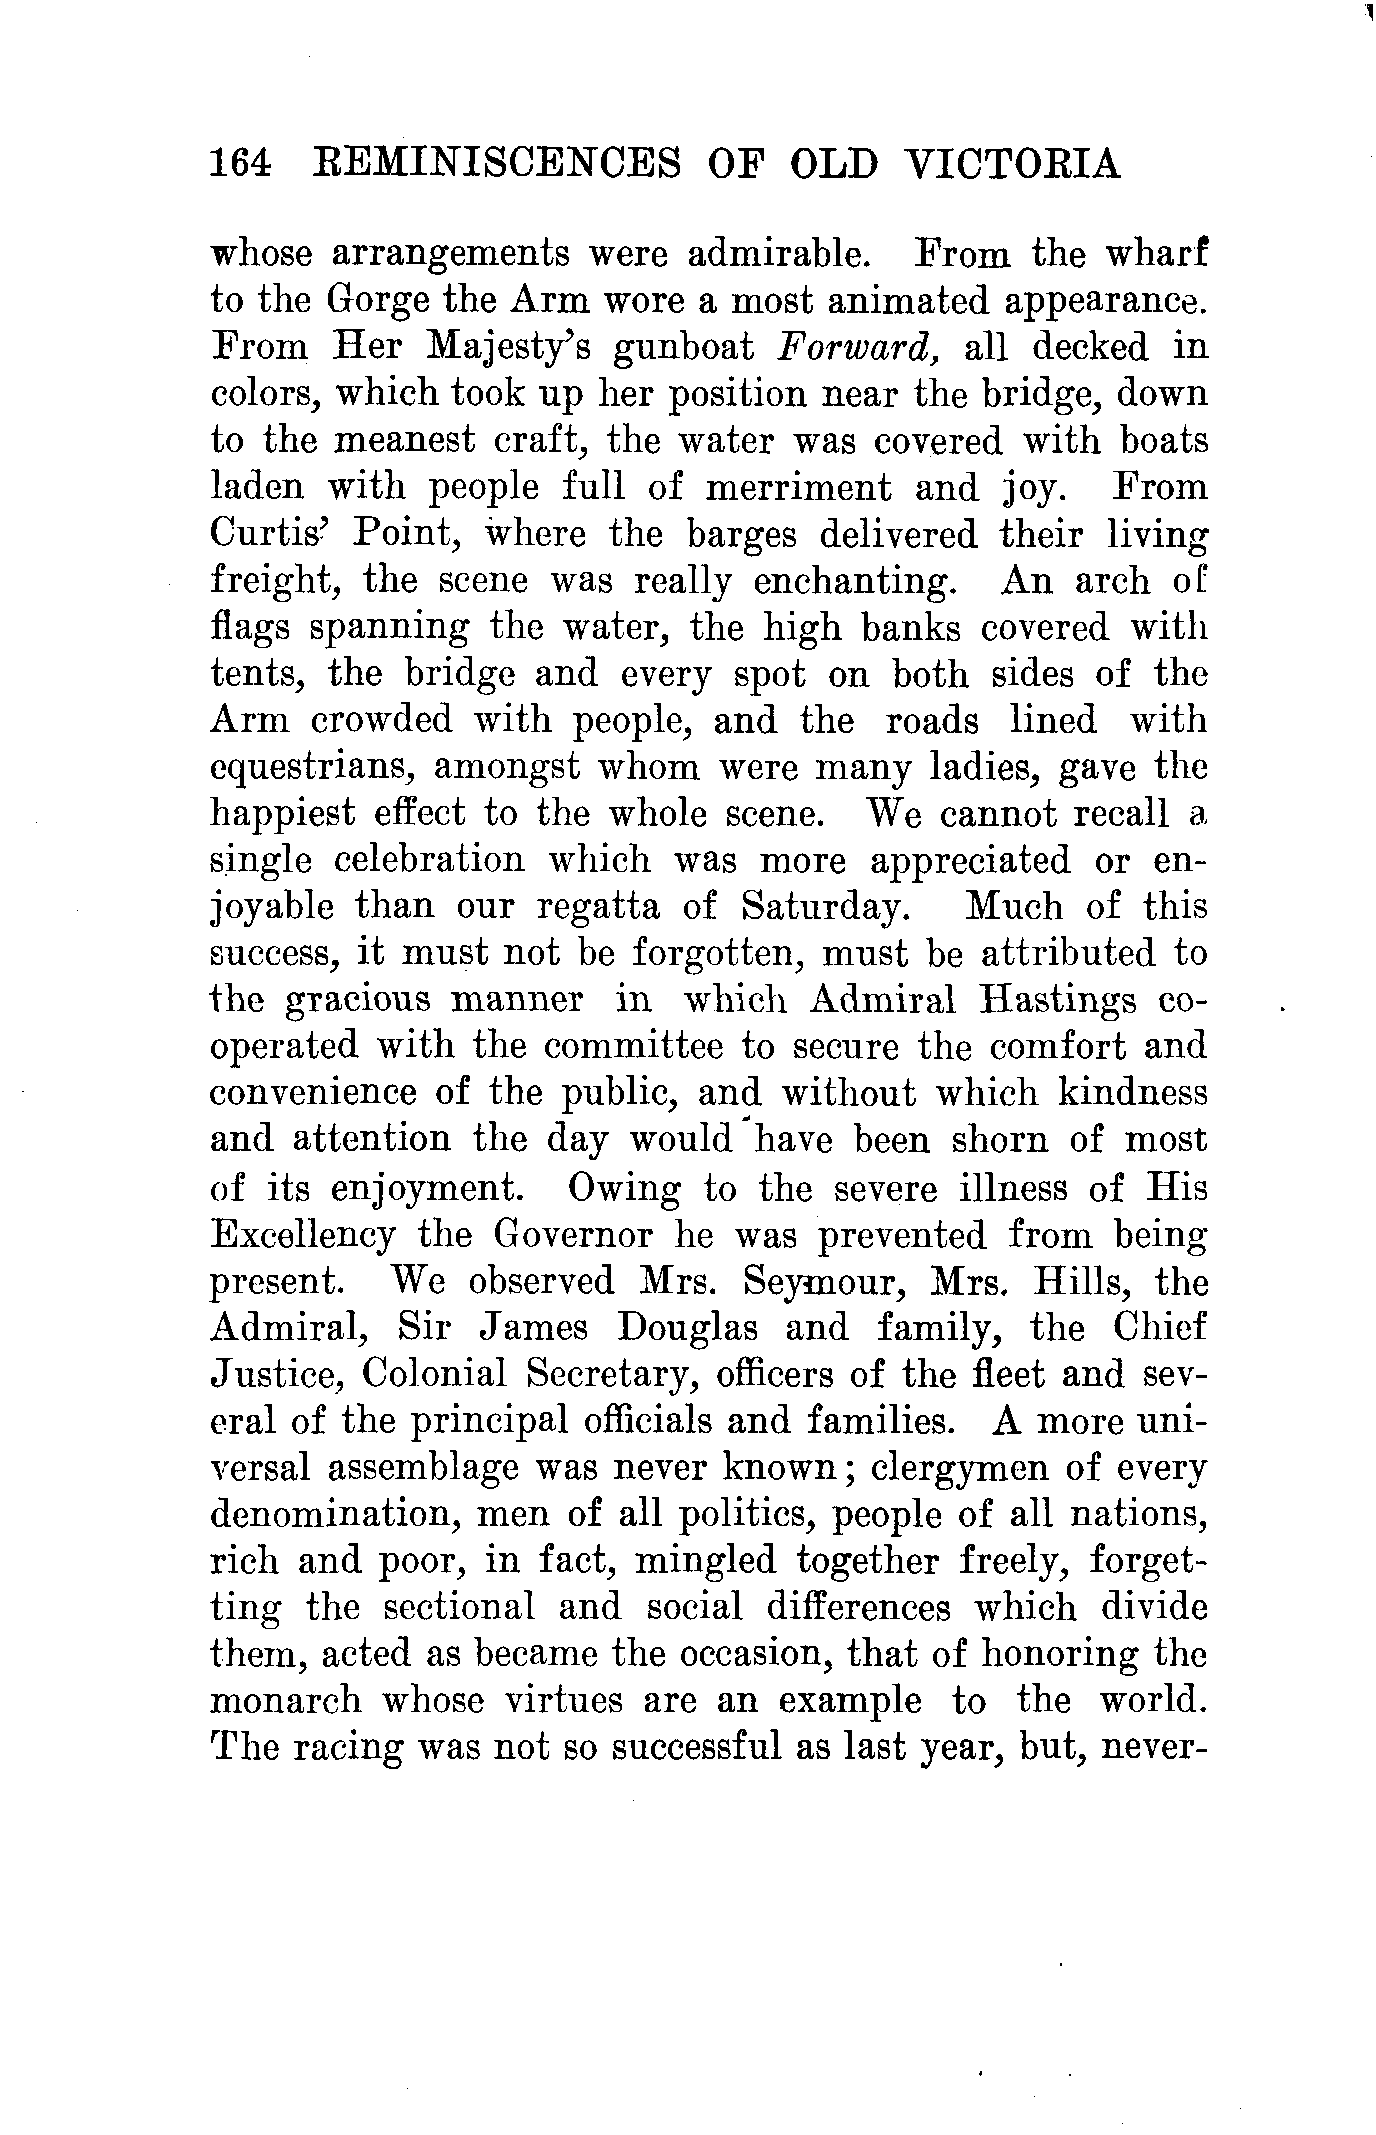 164 REMINISCENCES OF OLD VICTORIA
whose arrangements were admirable. From the wharf
to the Gorge the Arm wore a most animated appearance.
From Her Majesty's gunboat Forward, all decked in
colors, which took up her position near the bridge, down
to the meanest craft, the water was covered with boats
laden with people full of merriment and joy. From
Curtis' Point, where the barges delivered their living
freight, the scene was really enchanting. An arch of
flags spanning the water, the high banks covered with
tents, the bridge and every spot on both sides of the
Arm crowded with people, and the roads lined with
equestrians, amongst whom were many ladies, gave the
happiest effect to the whole scene. We cannot recall a
single celebration which was more appreciated or en-
joyable than our regatta of Saturday. Much of this
success, it must not be forgotten, must be attributed to
the gracious manner in which Admiral Hastings co-
operated with the committee to secure the comfort and
convenience of the public, and without which kindness
and attention the day would have been shorn of most
of its enjoyment. Owing to the severe illness of His
Excellency the Governor he was prevented from being
present. We observed Mrs. Seymour, Mrs. Hills, the
Admiral, Sir James Douglas and family, the Chief
Justice, Colonial Secretary, officers of the fleet and sev-
eral of the principal officials and families. A more uni-
versal assemblage was never known; clergymen of every
denomination, men of all politics, people of all nations,
rich and poor, in fact, mingled together freely, forget-
ting the sectional and social differences which divide
them, acted as became the occasion, that of honoring the
monarch whose virtues are an example to the world.
The racing was not so successful as last year, but, never-